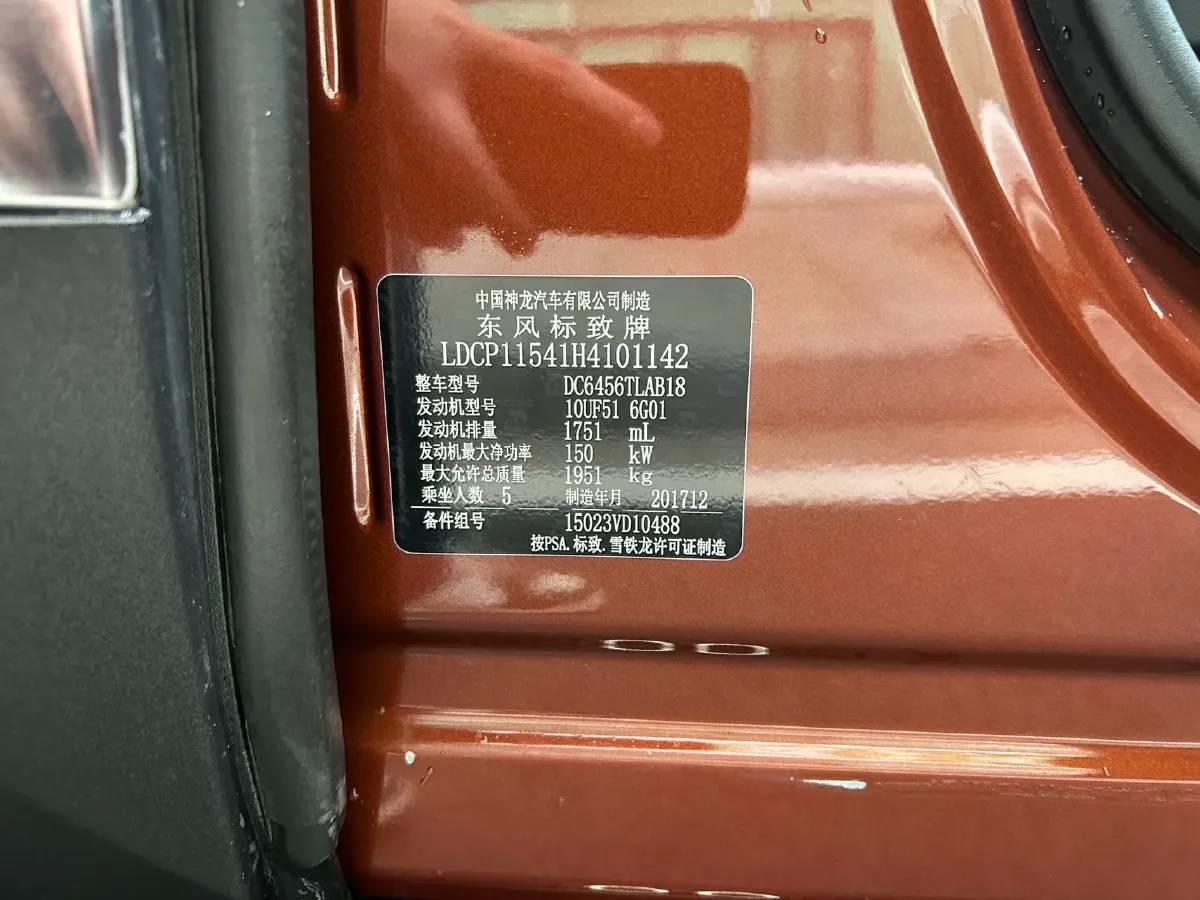 中国神龙汽车有限公司制造
东风标致牌
LDCP11541H4101142
整车型号 DC6456TLAB18
发动机型号 10UF51 6G01
发动机排量 1751 mL
发动机最大净功率 150 kW
最大允许总质量 1951 kg
乘坐人数 5 制造年月 201712
备件组号 15023VD10488
按PSA.标致.雪铁龙许可证制造